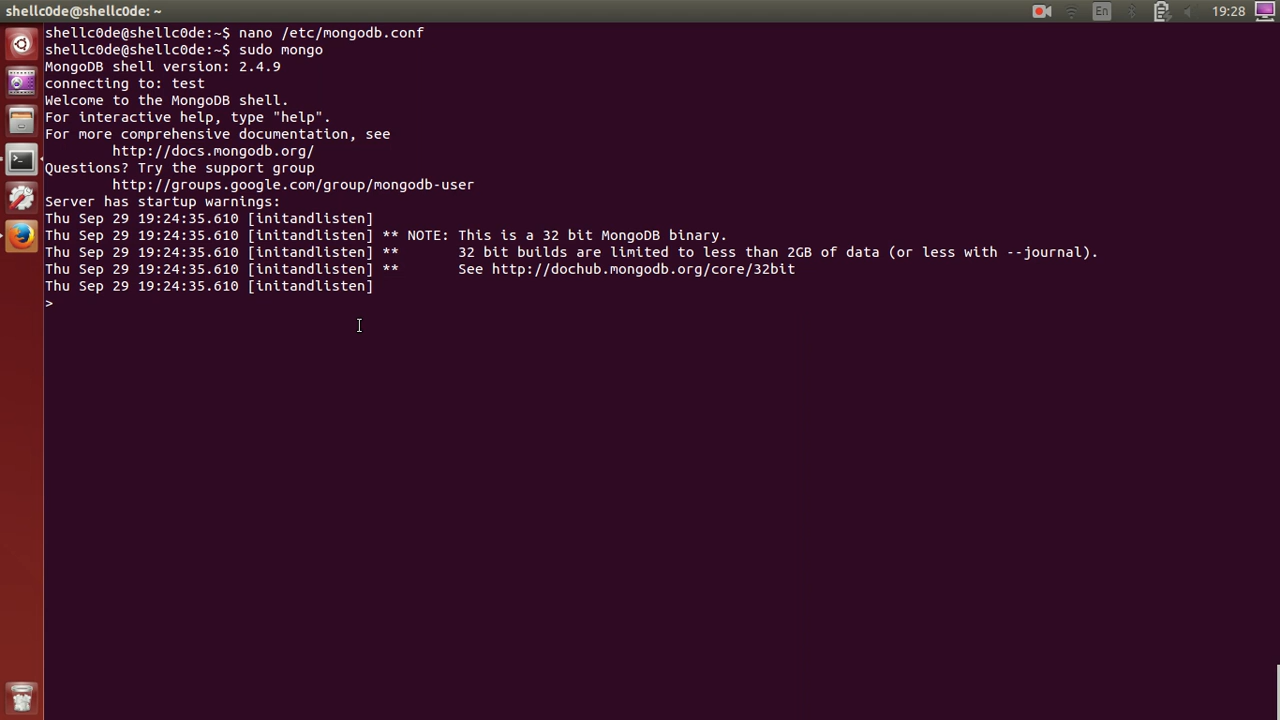 shellc0de@shellc0de: ~
En
19:28
shellc0de@shellc0de:~$ nano /etc/mongodb.conf
shellc0de@shellc0de:~$ sudo mongo
MongoDB shell version: 2.4.9
connecting to: test
Welcome to the MongoDB shell.
For interactive help, type "help".
For more comprehensive documentation, see
http://docs.mongodb.org/
Questions? Try the support group
http://groups.google.com/group/mongodb-user
Server has startup warnings:
Thu Sep 29 19:24:35.610 [initandlisten]
Thu Sep 29 19:24:35.610 [initandlisten] ** NOTE: This is a 32 bit MongoDB binary.
Thu Sep 29 19:24:35.610 [initandlisten] **       32 bit builds are limited to less than 2GB of data (or less with --journal).
Thu Sep 29 19:24:35.610 [initandlisten] **       See http://dochub.mongodb.org/core/32bit
Thu Sep 29 19:24:35.610 [initandlisten]
>